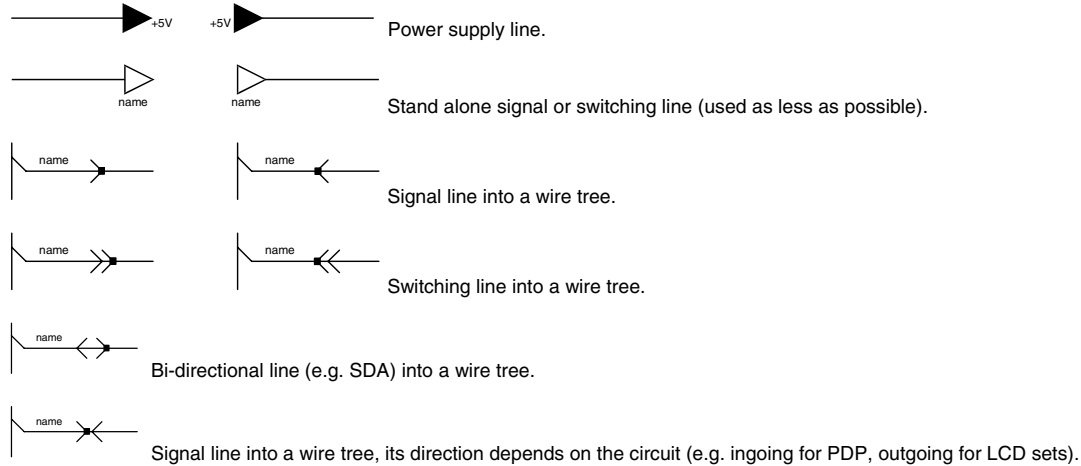 +5V +5V Power supply line.
name name Stand alone signal or switching line (used as less as possible).
name name Signal line into a wire tree.
name name Switching line into a wire tree.
name Bi-directional line (e.g. SDA) into a wire tree.
name Signal line into a wire tree, its direction depends on the circuit (e.g. ingoing for PDP, outgoing for LCD sets).